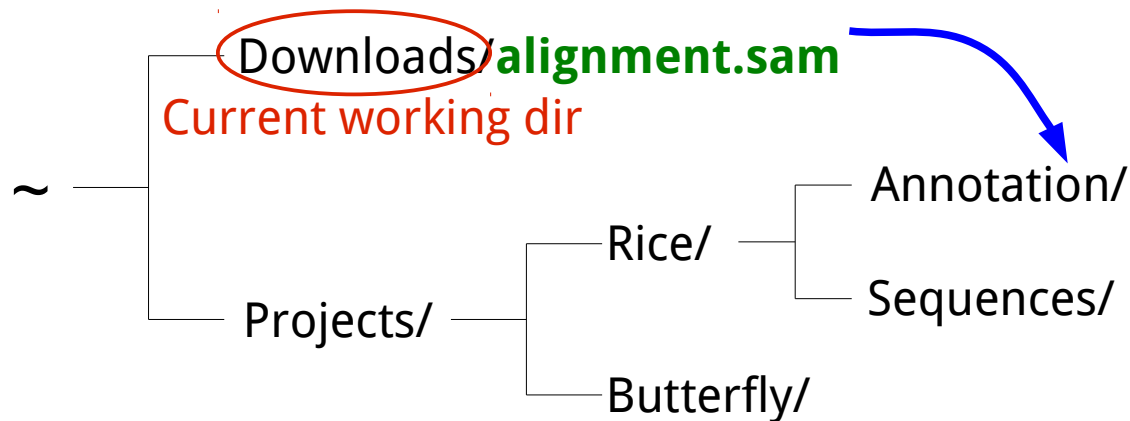 Downloads/alignment.sam
Current working dir
~
Annotation/
Rice/
Sequences/
Projects/
Butterfly/